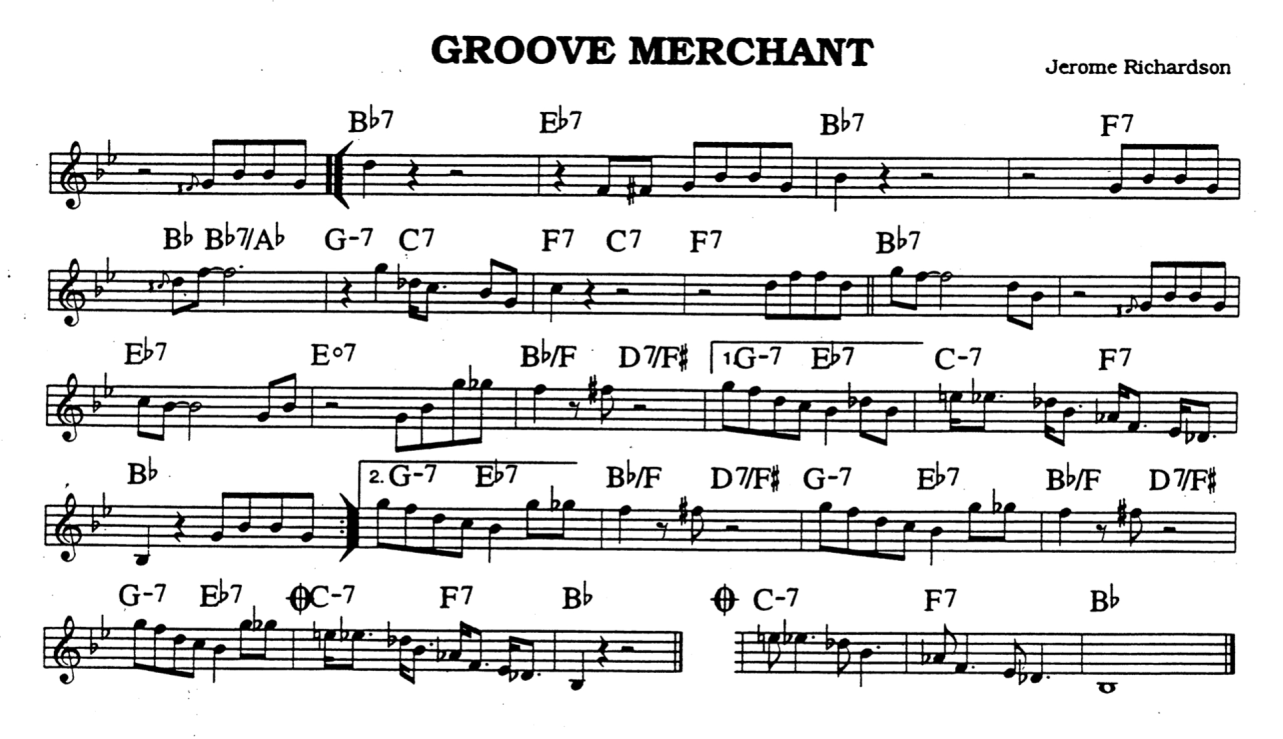 GROOVE MERCHANT
Jerome Richardson
B♭7 E♭7 B♭7 F7
B♭ B♭7/A♭ G-7 C7 F7 C7 F7 B♭7
E♭7 E°7 B♭/F D7/F# 1. G-7 E♭7 C-7 F7
B♭ 2. G-7 E♭7 B♭/F D7/F# G-7 E♭7 B♭/F D7/F#
G-7 E♭7 C-7 F7 B♭ C-7 F7 B♭